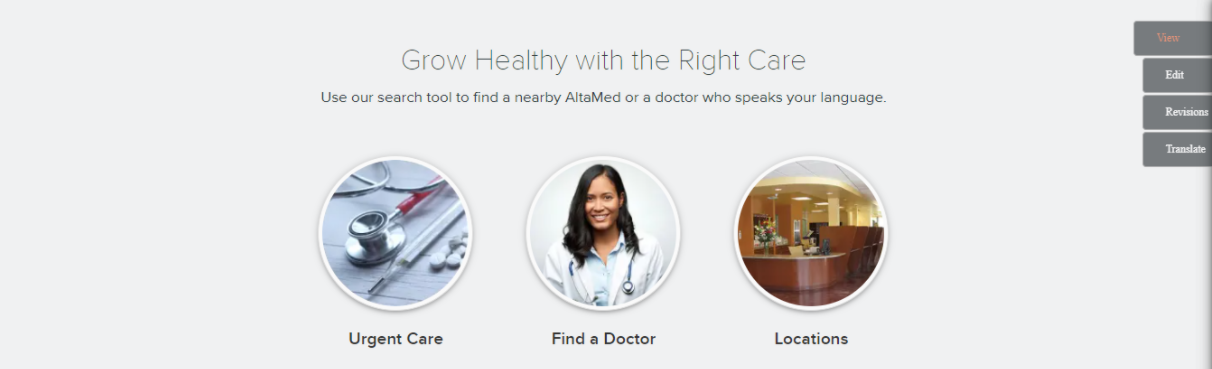 Grow Healthy with the Right Care
Use our search tool to find a nearby AltaMed or a doctor who speaks your language.
View
Edit
Revisions
Translate
Urgent Care
Find a Doctor
Locations